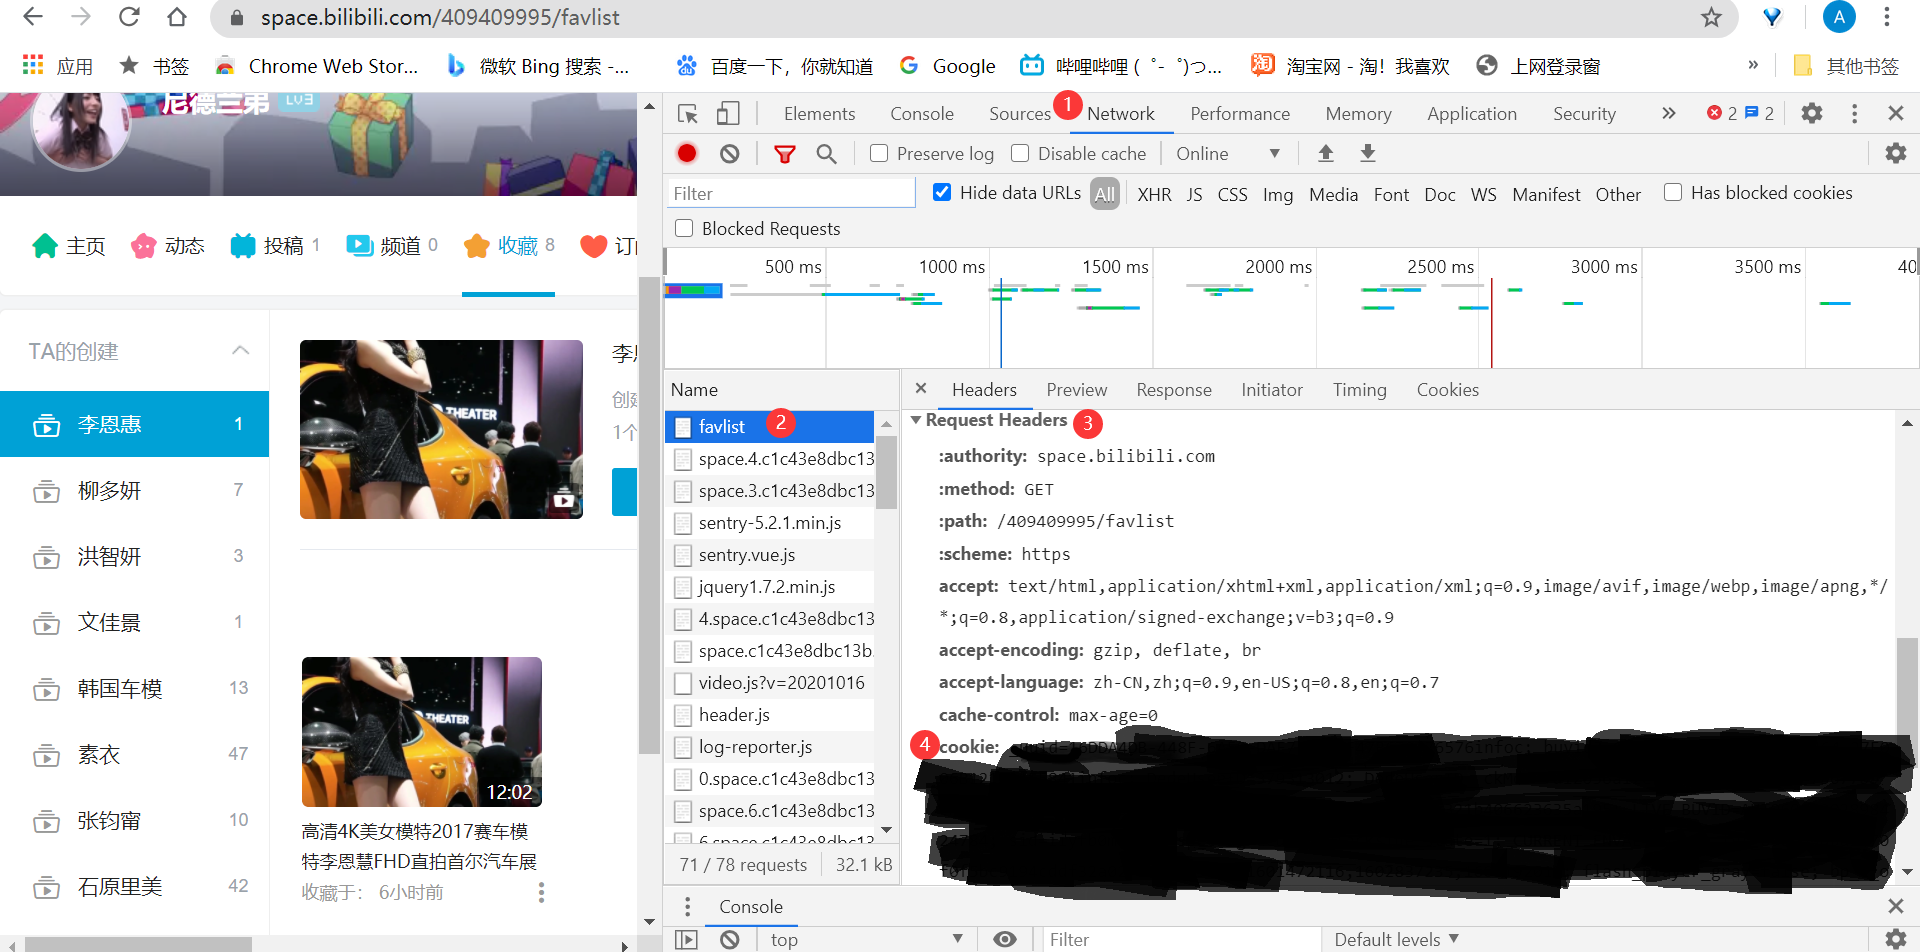 space.bilibili.com/409409995/favlist
A
应用
书签
Chrome Web Stor...
微软 Bing 搜索 -...
百度一下，你就知道
Google
哔哩哔哩 (゜-゜)つ...
淘宝网 - 淘！我喜欢
上网登录窗
»
其他书签
尼德兰弟 LV3
主页
动态
投稿 1
频道 0
收藏 8
TA的创建
李恩惠 1
柳多妍 7
洪智妍 3
文佳景 1
韩国车模 13
素衣 47
张钧甯 10
石原里美 42
THEATER
1个
THEATER
12:02
高清4K美女模特2017赛车模
特李恩慧FHD直拍首尔汽车展
收藏于： 6小时前
Elements Console Sources 1 Network Performance Memory Application Security » 2 2
Preserve log Disable cache Online
Filter Hide data URLs All XHR JS CSS Img Media Font Doc WS Manifest Other Has blocked cookies
Blocked Requests
500 ms 1000 ms 1500 ms 2000 ms 2500 ms 3000 ms 3500 ms 40
Name
favlist 2
space.4.c1c43e8dbc13
space.3.c1c43e8dbc13
sentry-5.2.1.min.js
sentry.vue.js
jquery1.7.2.min.js
4.space.c1c43e8dbc13
space.c1c43e8dbc13b.
video.js?v=20201016
header.js
log-reporter.js
0.space.c1c43e8dbc13
space.6.c1c43e8dbc13
6.space.c1c43e8dbc13
71 / 78 requests 32.1 kB
Headers Preview Response Initiator Timing Cookies
Request Headers 3
:authority: space.bilibili.com
:method: GET
:path: /409409995/favlist
:scheme: https
accept: text/html,application/xhtml+xml,application/xml;q=0.9,image/avif,image/webp,image/apng,*/
*;q=0.8,application/signed-exchange;v=b3;q=0.9
accept-encoding: gzip, deflate, br
accept-language: zh-CN,zh;q=0.9,en-US;q=0.8,en;q=0.7
cache-control: max-age=0
4 cookie:
Console
top
Filter
Default levels